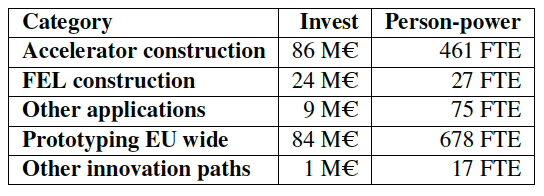 Category Invest Person-power
Accelerator construction 86 M€ 461 FTE
FEL construction 24 M€ 27 FTE
Other applications 9 M€ 75 FTE
Prototyping EU wide 84 M€ 678 FTE
Other innovation paths 1 M€ 17 FTE